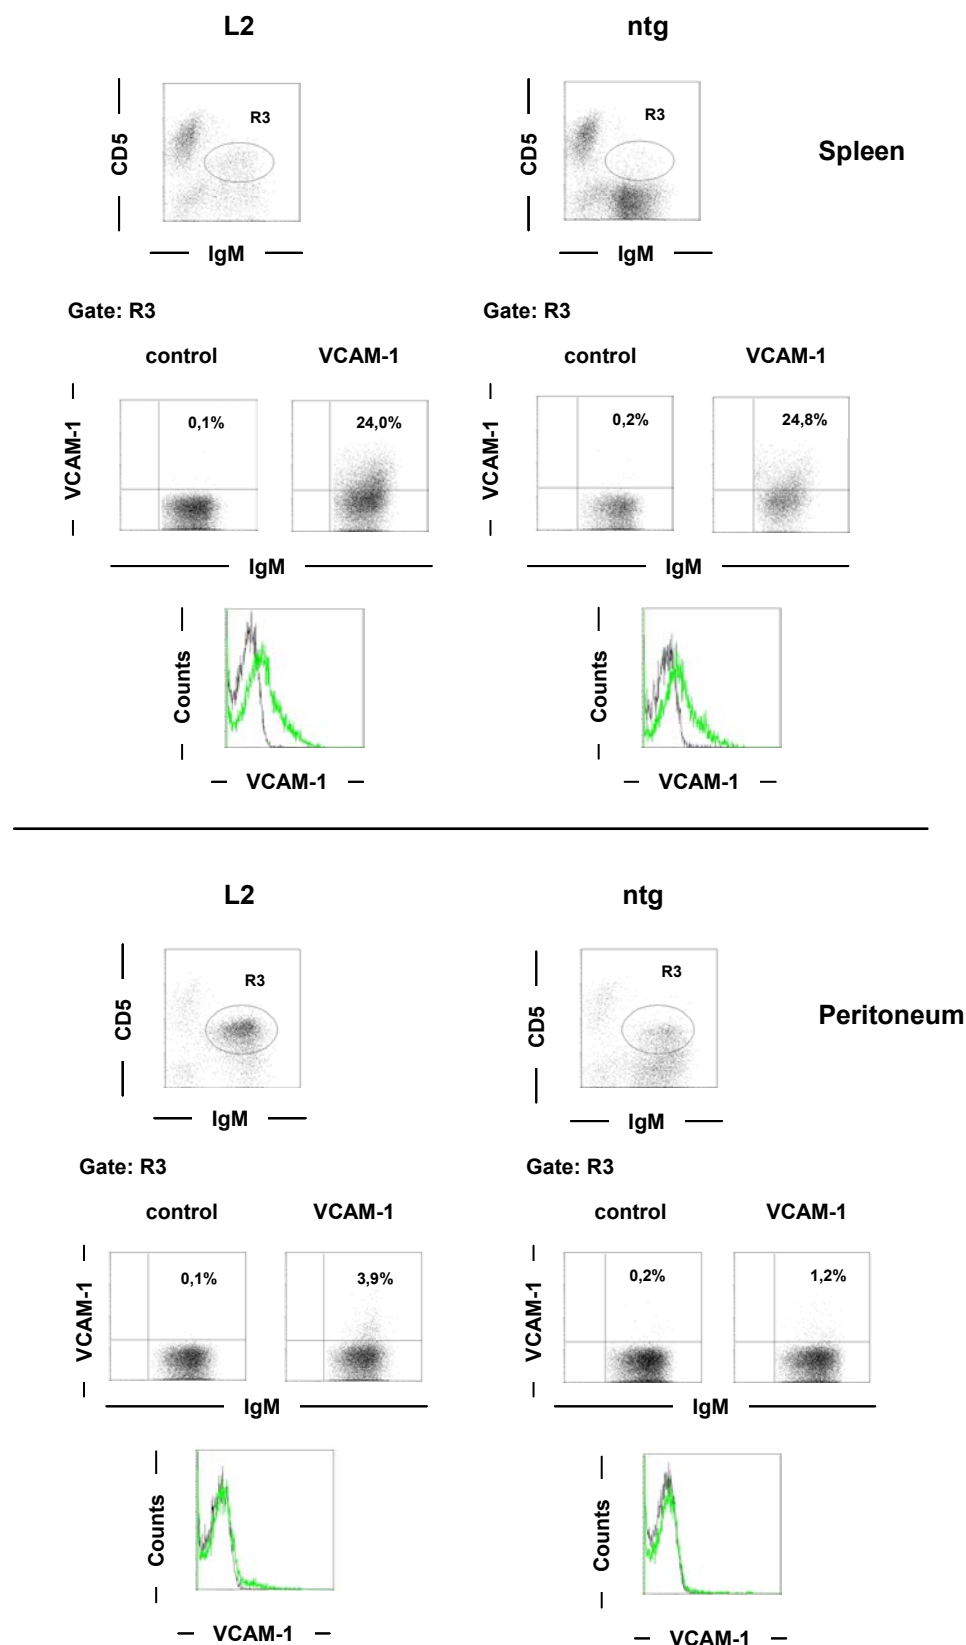 L2
ntg
R3
R3
CD5
CD5
Spleen
IgM
IgM
Gate: R3
Gate: R3
control
VCAM-1
control
VCAM-1
VCAM-1
0,1%
24,0%
VCAM-1
0,2%
24,8%
IgM
IgM
Counts
Counts
VCAM-1
VCAM-1
L2
ntg
R3
R3
CD5
CD5
Peritoneum
IgM
IgM
Gate: R3
Gate: R3
control
VCAM-1
control
VCAM-1
VCAM-1
0,1%
3,9%
VCAM-1
0,2%
1,2%
IgM
IgM
Counts
Counts
VCAM-1
VCAM-1